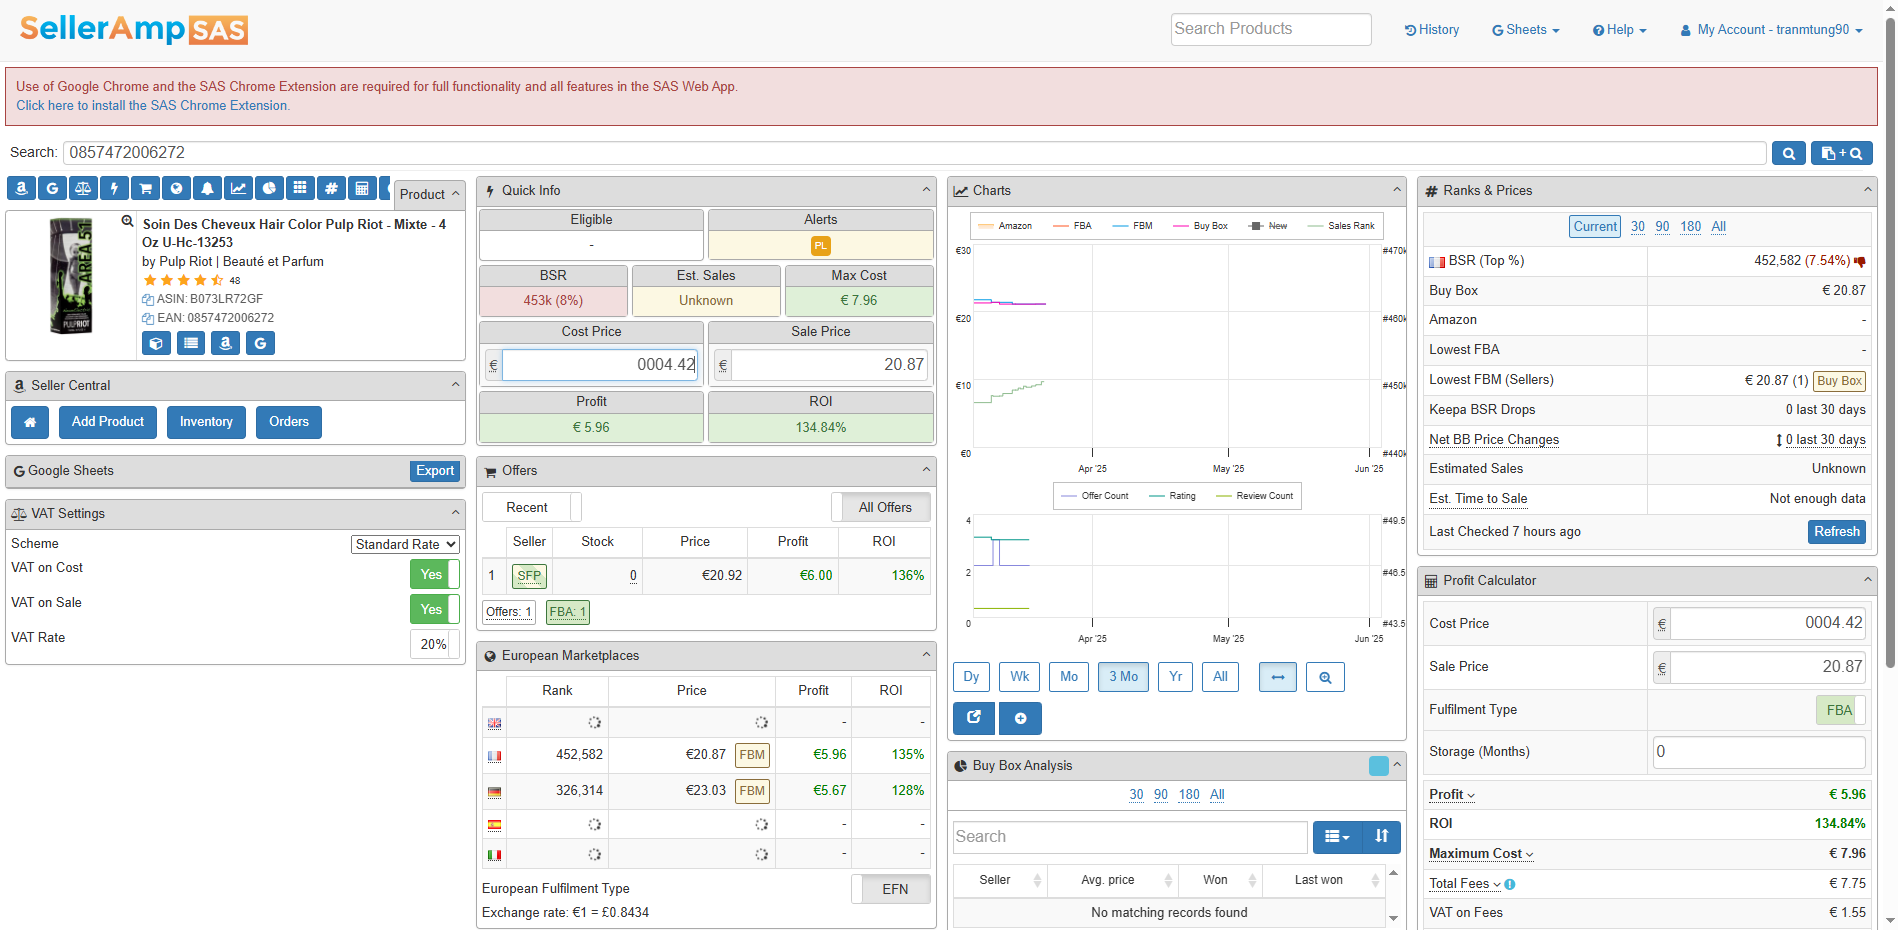 SellerAmp SAS
Search Products
History
Sheets
Help
My Account - tranmtung90
Use of Google Chrome and the SAS Chrome Extension are required for full functionality and all features in the SAS Web App.
Click here to install the SAS Chrome Extension.
Search: 0857472006272
+
Product
Soin Des Cheveux Hair Color Pulp Riot - Mixte - 4
Oz U-Hc-13253
by Pulp Riot | Beauté et Parfum
48
ASIN: B073LR72GF
EAN: 0857472006272
AREA 51
PULP RIOT
Seller Central
Add Product
Inventory
Orders
Google Sheets
Export
VAT Settings
Scheme Standard Rate
VAT on Cost Yes
VAT on Sale Yes
VAT Rate 20%
Quick Info
Eligible Alerts
- PL
BSR Est. Sales Max Cost
453k (8%) Unknown € 7.96
Cost Price Sale Price
€ 0004.42 € 20.87
Profit ROI
€ 5.96 134.84%
Offers
Recent All Offers
Seller Stock Price Profit ROI
1 SFP 0 €20.92 €6.00 136%
Offers: 1 FBA: 1
European Marketplaces
Rank Price Profit ROI
- -
452,582 €20.87 FBM €5.96 135%
326,314 €23.03 FBM €5.67 128%
- -
- -
European Fulfilment Type EFN
Exchange rate: €1 = £0.8434
Charts
Amazon FBA FBM Buy Box New Sales Rank
€30 #470k
€20 #460k
€10 #450k
€0 #440k
Apr '25 May '25 Jun '25
Offer Count Rating Review Count
4 #49.5
2 #46.5
0 #43.5
Apr '25 May '25 Jun '25
Dy Wk Mo 3 Mo Yr All
Buy Box Analysis
30 90 180 All
Search
Seller Avg. price Won Last won
No matching records found
Ranks & Prices
Current 30 90 180 All
BSR (Top %) 452,582 (7.54%)
Buy Box € 20.87
Amazon -
Lowest FBA -
Lowest FBM (Sellers) € 20.87 (1) Buy Box
Keepa BSR Drops 0 last 30 days
Net BB Price Changes 0 last 30 days
Estimated Sales Unknown
Est. Time to Sale Not enough data
Last Checked 7 hours ago Refresh
Profit Calculator
Cost Price € 0004.42
Sale Price € 20.87
Fulfilment Type FBA
Storage (Months) 0
Profit € 5.96
ROI 134.84%
Maximum Cost € 7.96
Total Fees € 7.75
VAT on Fees € 1.55